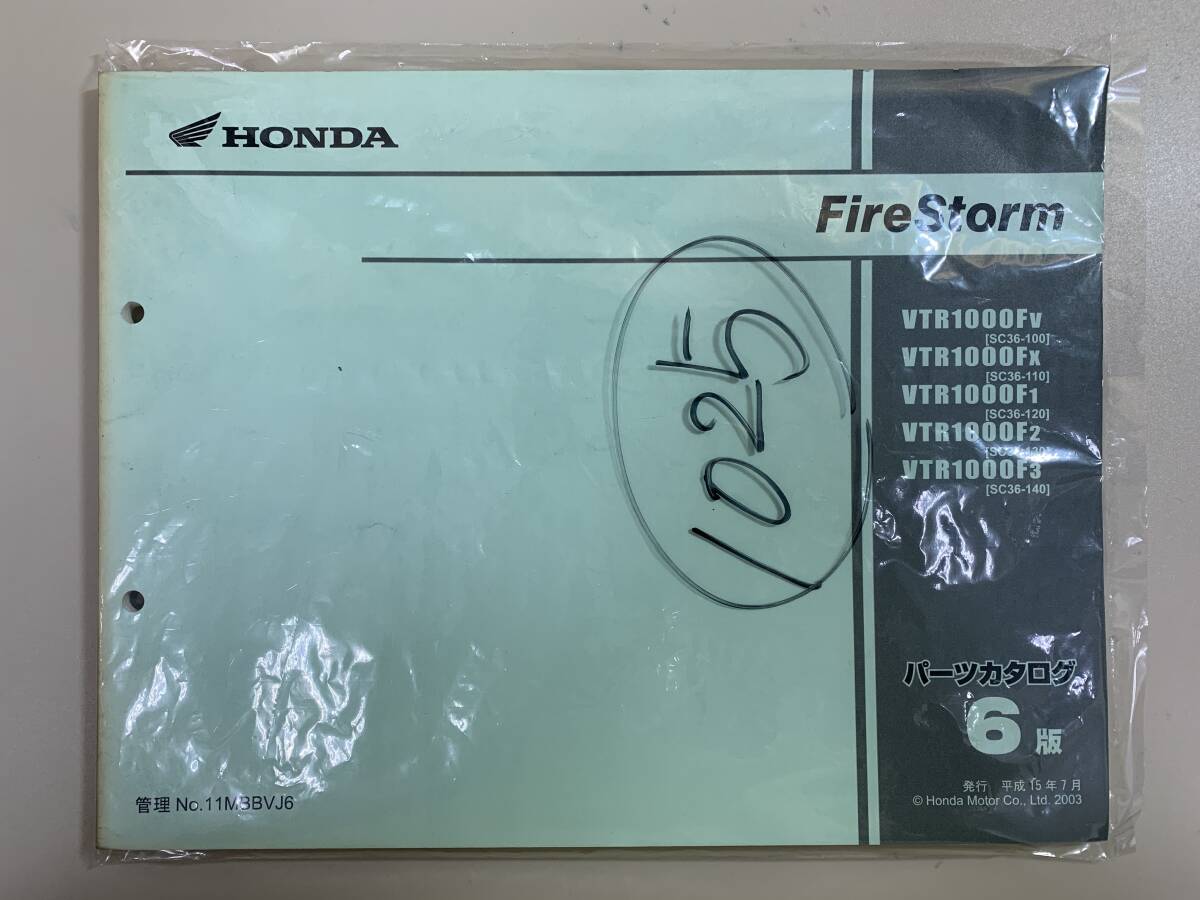 HONDA
FireStorm
VTR1000FV
[SC36-100]
VTR1000FX
[SC36-110]
VTR1000F1
[SC36-120]
VTR1000F2
VTR1000F3
[SC36-140]
1025
パーツカタログ
6版
発行 平成15年7月
© Honda Motor Co., Ltd. 2003
管理 No.11MBBVJ6